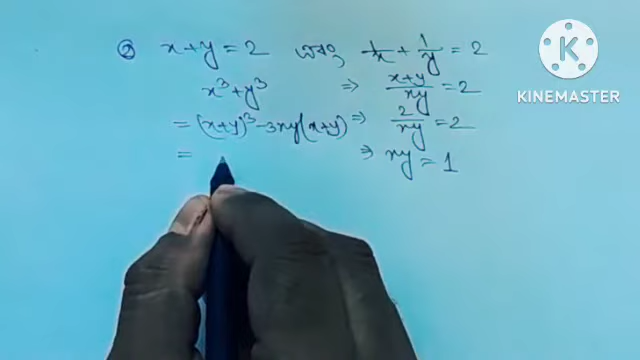 ② x+y=2 এবং 1/x + 1/y = 2
x³+y³ ⇒ (x+y)/xy = 2
= (x+y)³-3xy(x+y) ⇒ 2/xy = 2
= ⇒ xy = 1
KINEMASTER